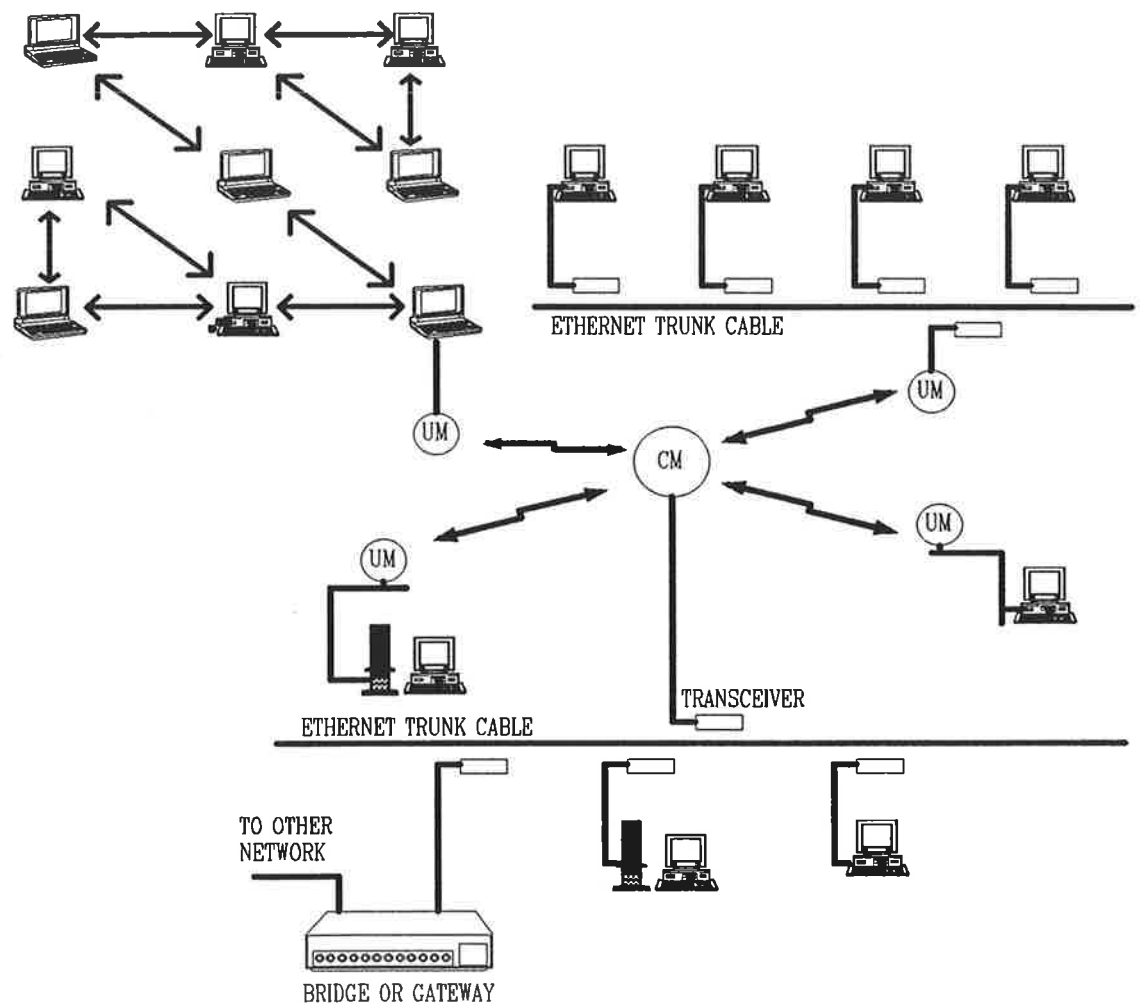 ETHERNET TRUNK CABLE
UM
UM
CM
UM
UM
TRANSCEIVER
ETHERNET TRUNK CABLE
TO OTHER
NETWORK
BRIDGE OR GATEWAY